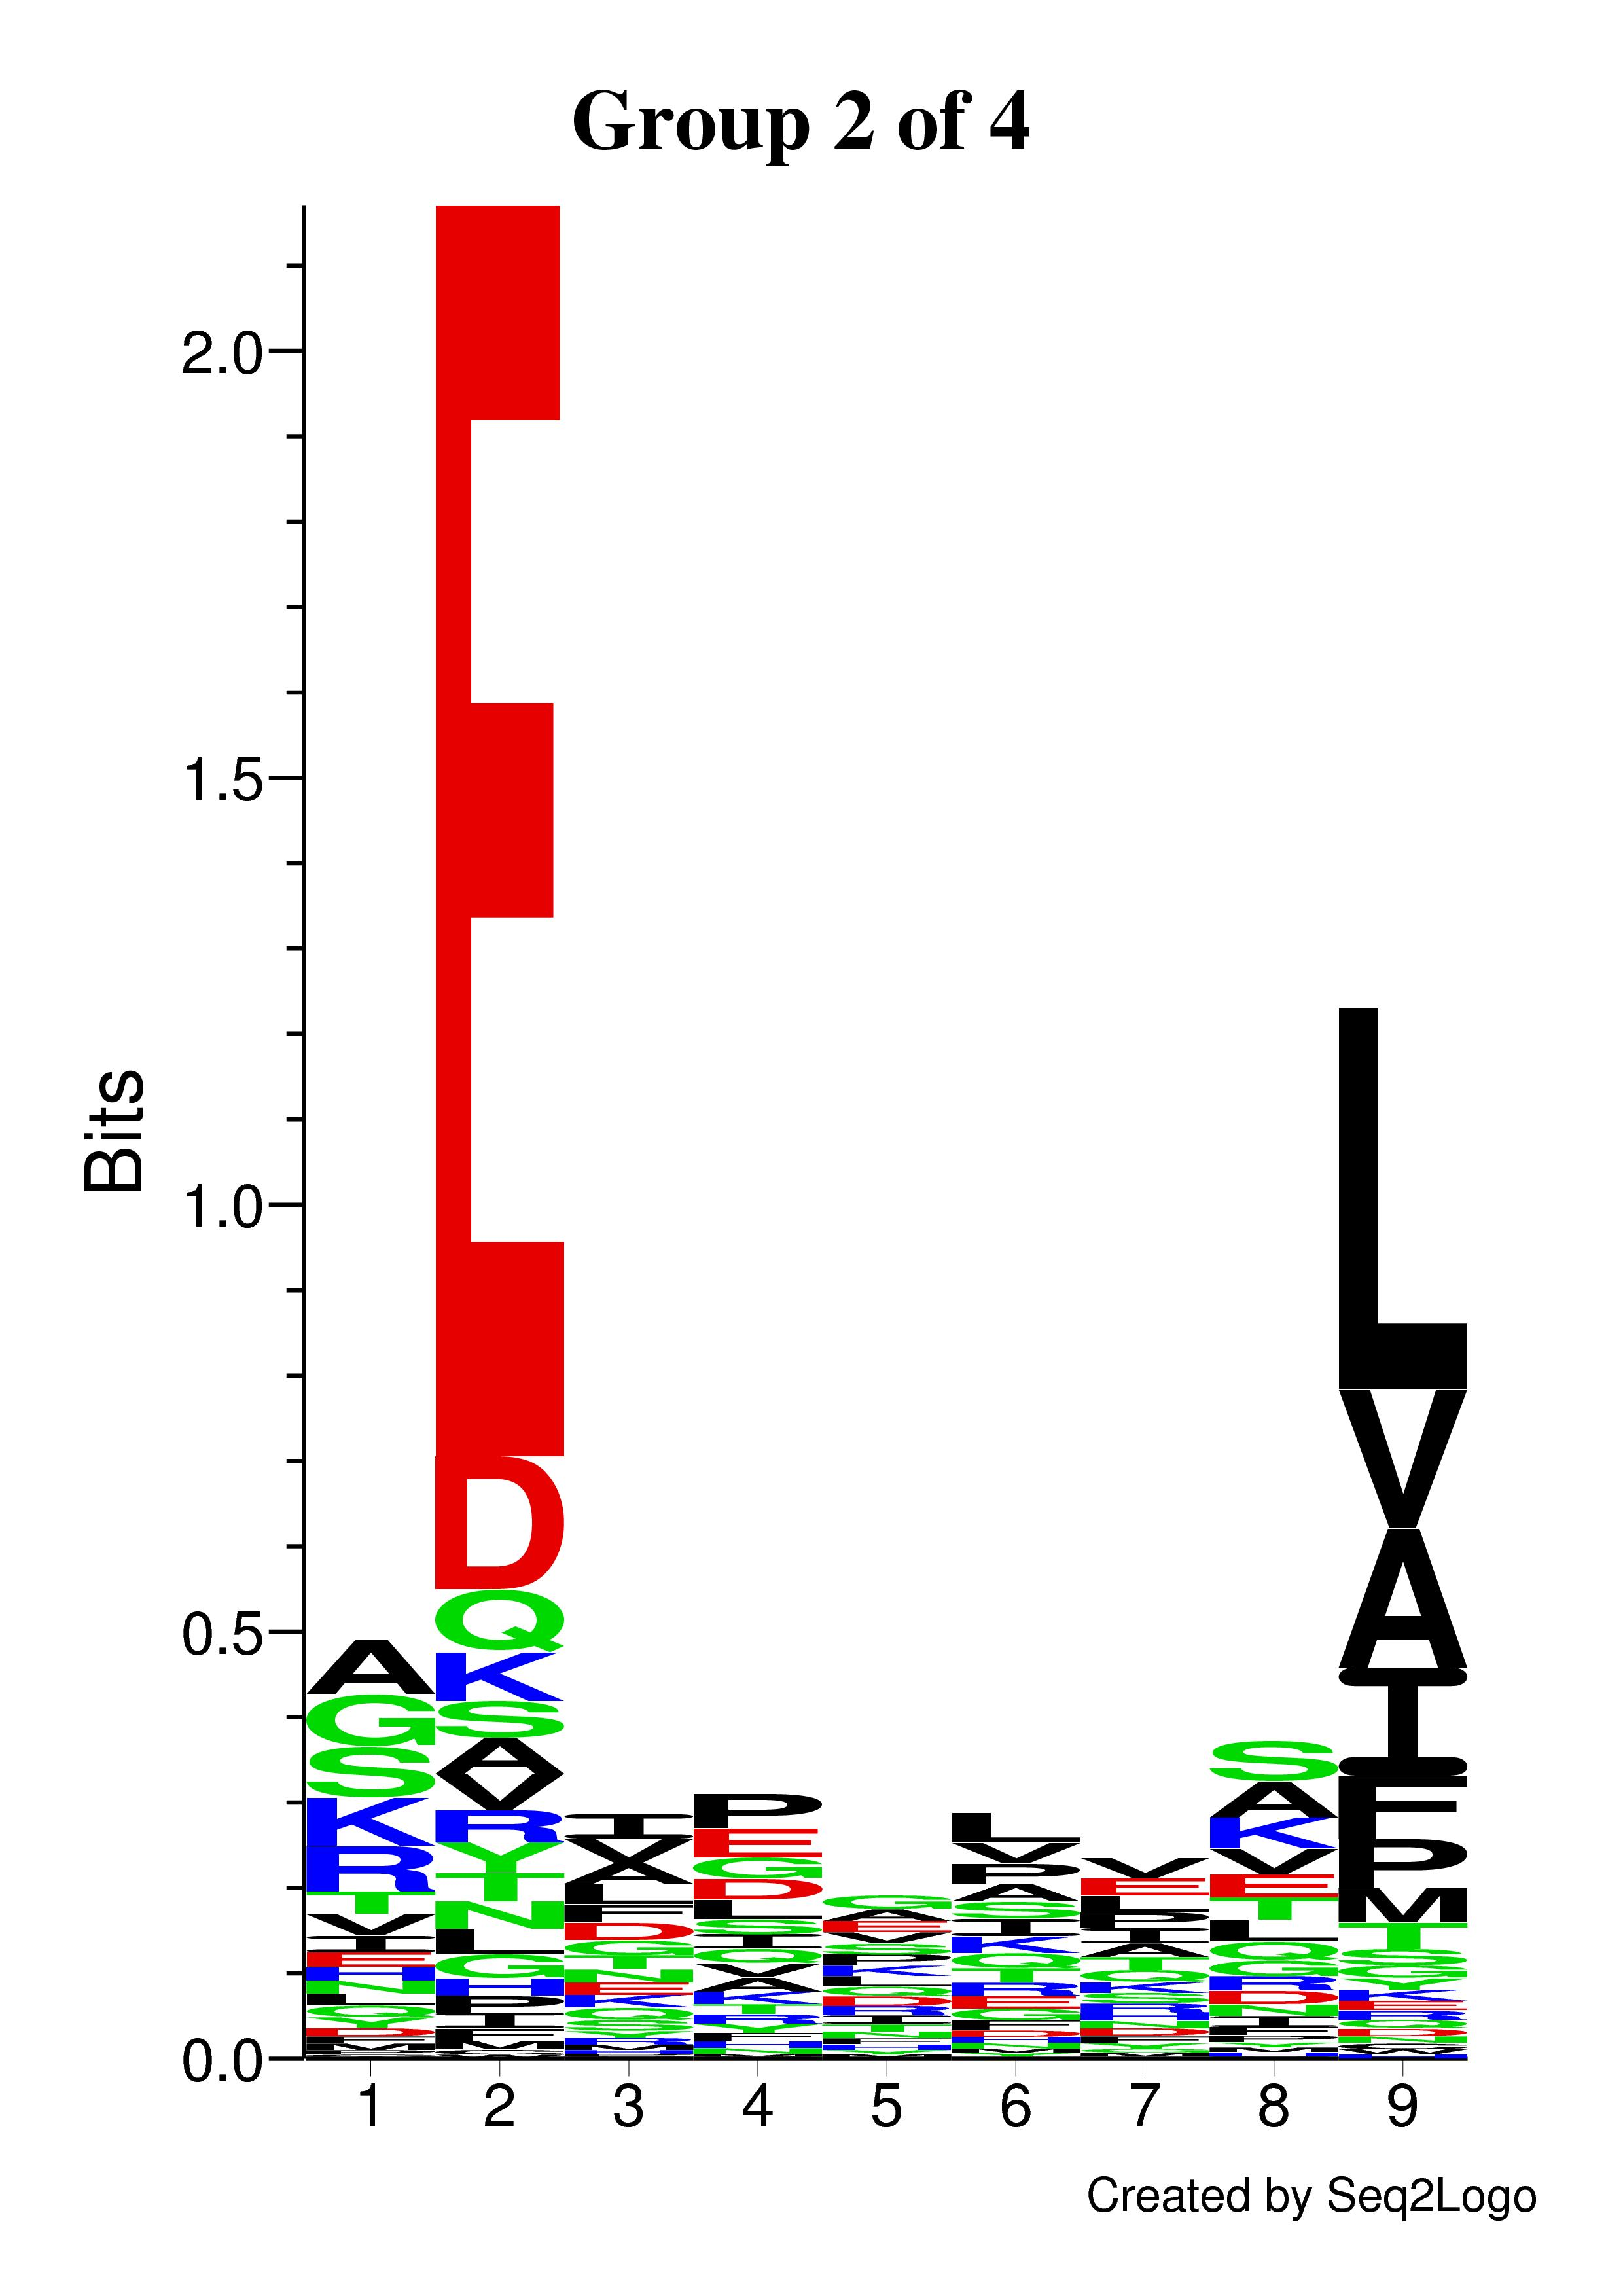 Group 2 of 4
Bits
2.0
1.5
1.0
0.5
0.0
A
G
S
K
R
T
V
I
E
H
N
E
D
Q
K
S
A
V
R
Y
T
N
L
G
H
P
I
F
M
I
V
A
L
F
D
P
E
G
D
L
S
I
Q
V
A
K
T
R
G
A
E
V
S
P
K
L
L
V
P
A
S
I
K
Q
T
R
E
G
V
E
L
P
I
A
T
Q
S
A
K
V
E
T
L
Q
G
R
D
N
L
V
A
I
F
P
M
T
1 2 3 4 5 6 7 8 9
Created by Seq2Logo